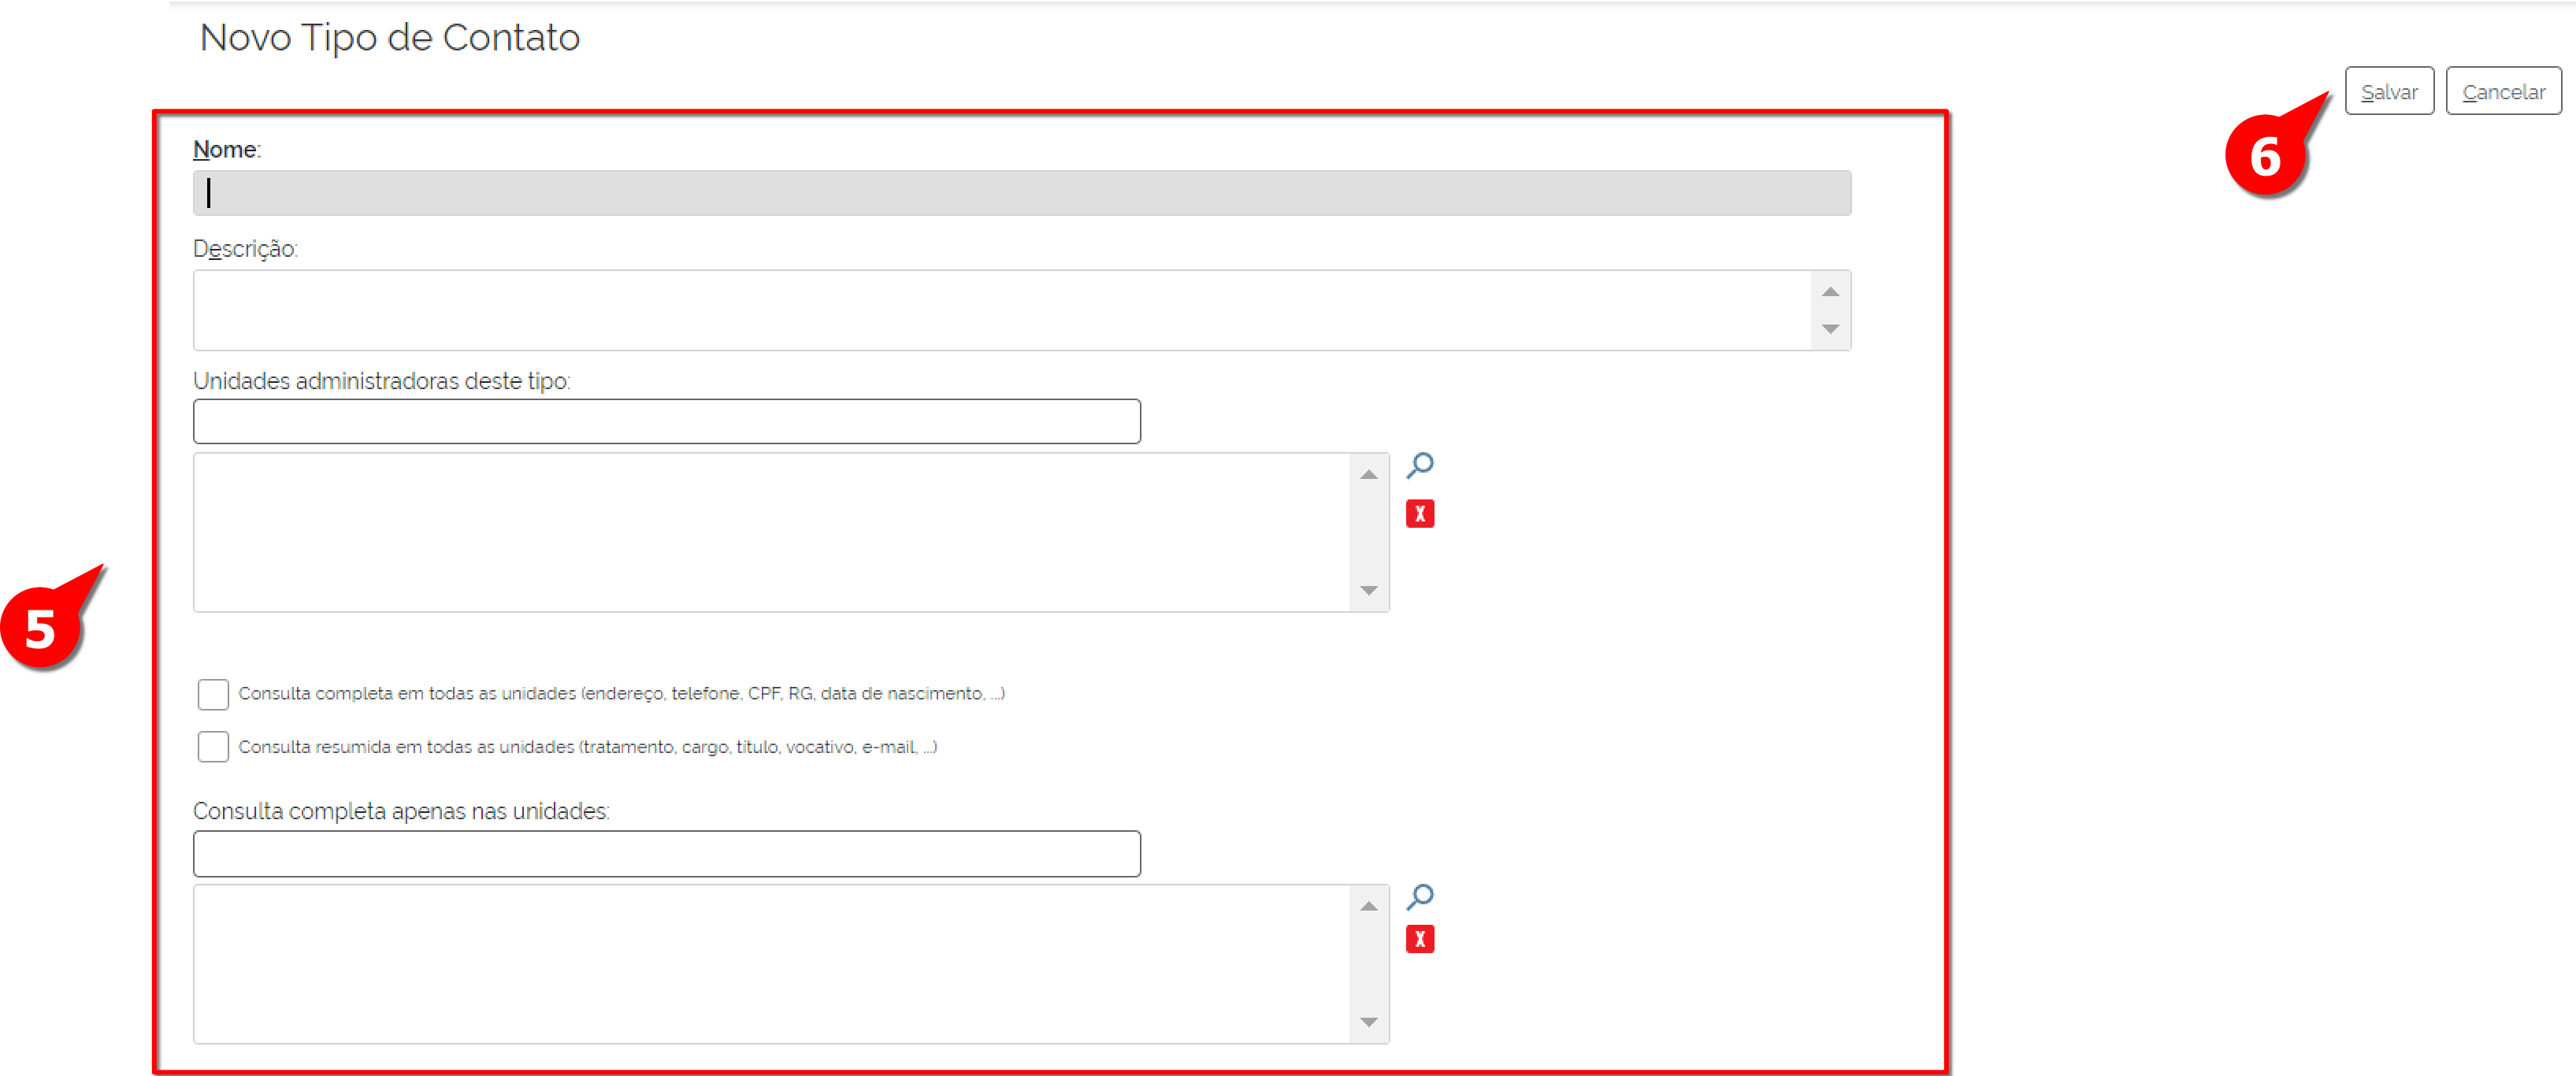 Novo Tipo de Contato
Salvar
Cancelar
6
Nome:
Descrição:
Unidades administradoras deste tipo:
X
5
Consulta completa em todas as unidades (endereço, telefone, CPF, RG, data de nascimento, ...)
Consulta resumida em todas as unidades (tratamento, cargo, título, vocativo, e-mail, ...)
Consulta completa apenas nas unidades:
X